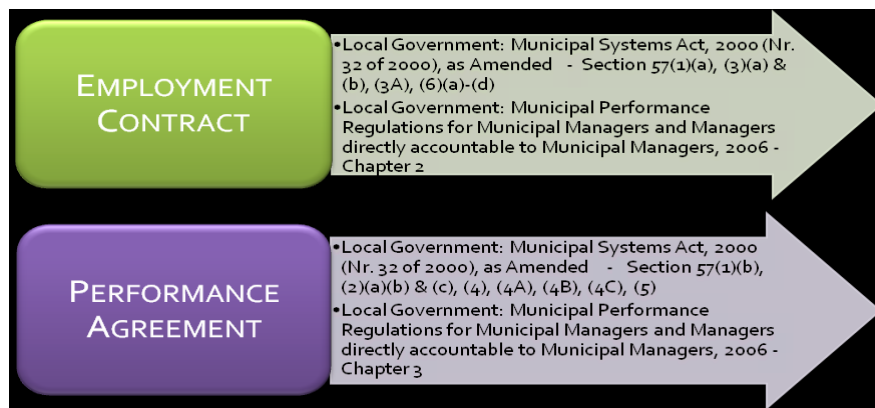 EMPLOYMENT
CONTRACT
•Local Government: Municipal Systems Act, 2000 (Nr.
32 of 2000), as Amended - Section 57(1)(a), (3)(a) &
(b), (3A), (6)(a)-(d)
•Local Government: Municipal Performance
Regulations for Municipal Managers and Managers
directly accountable to Municipal Managers, 2006 -
Chapter 2
PERFORMANCE
AGREEMENT
•Local Government: Municipal Systems Act, 2000
(Nr. 32 of 2000), as Amended - Section 57(1)(b),
(2)(a)(b) & (c), (4), (4A), (4B), (4C), (5)
•Local Government: Municipal Performance
Regulations for Municipal Managers and Managers
directly accountable to Municipal Managers, 2006 -
Chapter 3